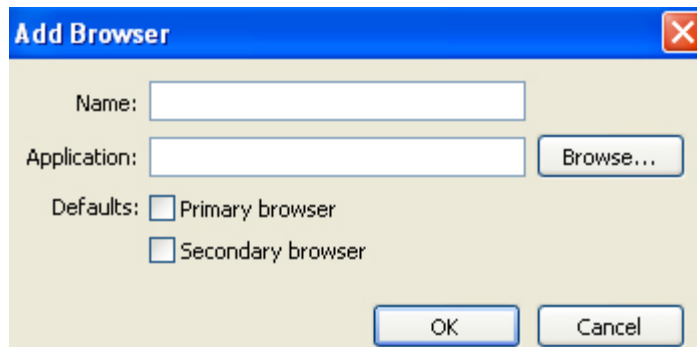 Add Browser
Name:
Application: Browse...
Defaults: Primary browser
Secondary browser
OK Cancel